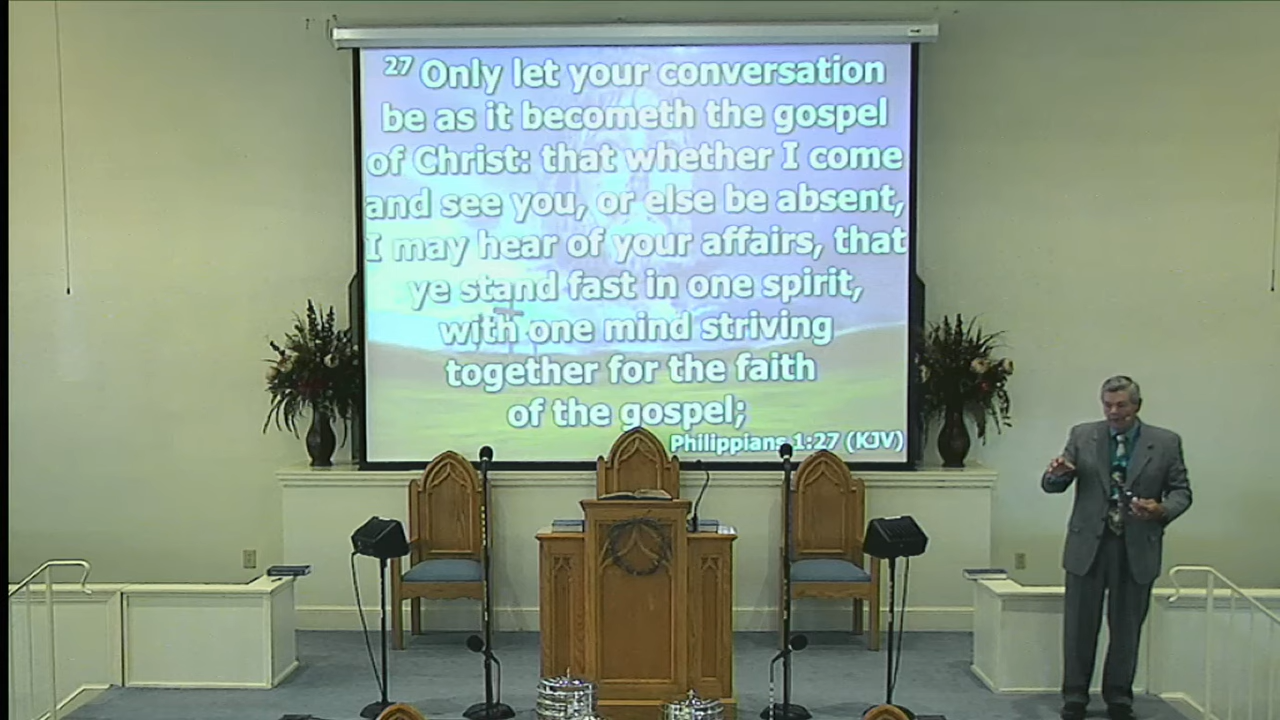 27 Only let your conversation
be as it becometh the gospel
of Christ: that whether I come
and see you, or else be absent,
I may hear of your affairs, that
ye stand fast in one spirit,
with one mind striving
together for the faith
of the gospel;
Philippians 1:27 (KJV)